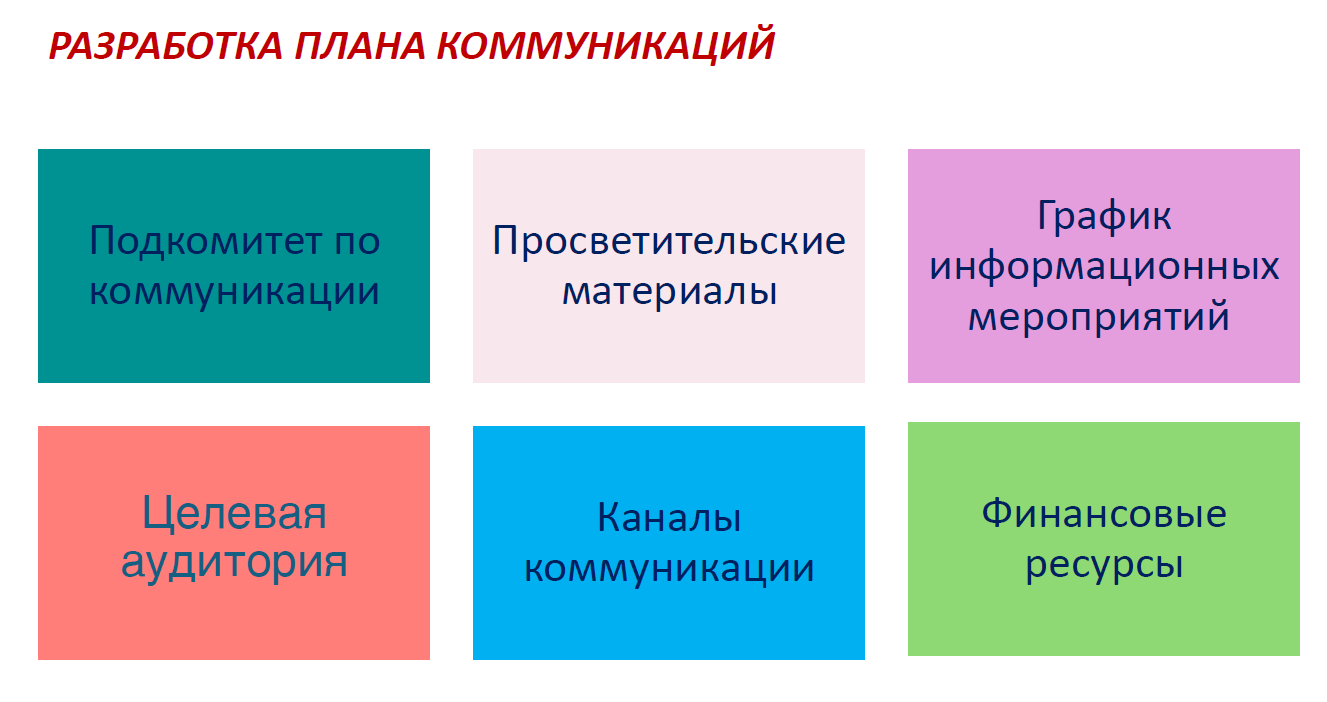 РАЗРАБОТКА ПЛАНА КОММУНИКАЦИЙ
Подкомитет по
коммуникации
Просветительские
материалы
График
информационных
мероприятий
Целевая
аудитория
Каналы
коммуникации
Финансовые
ресурсы